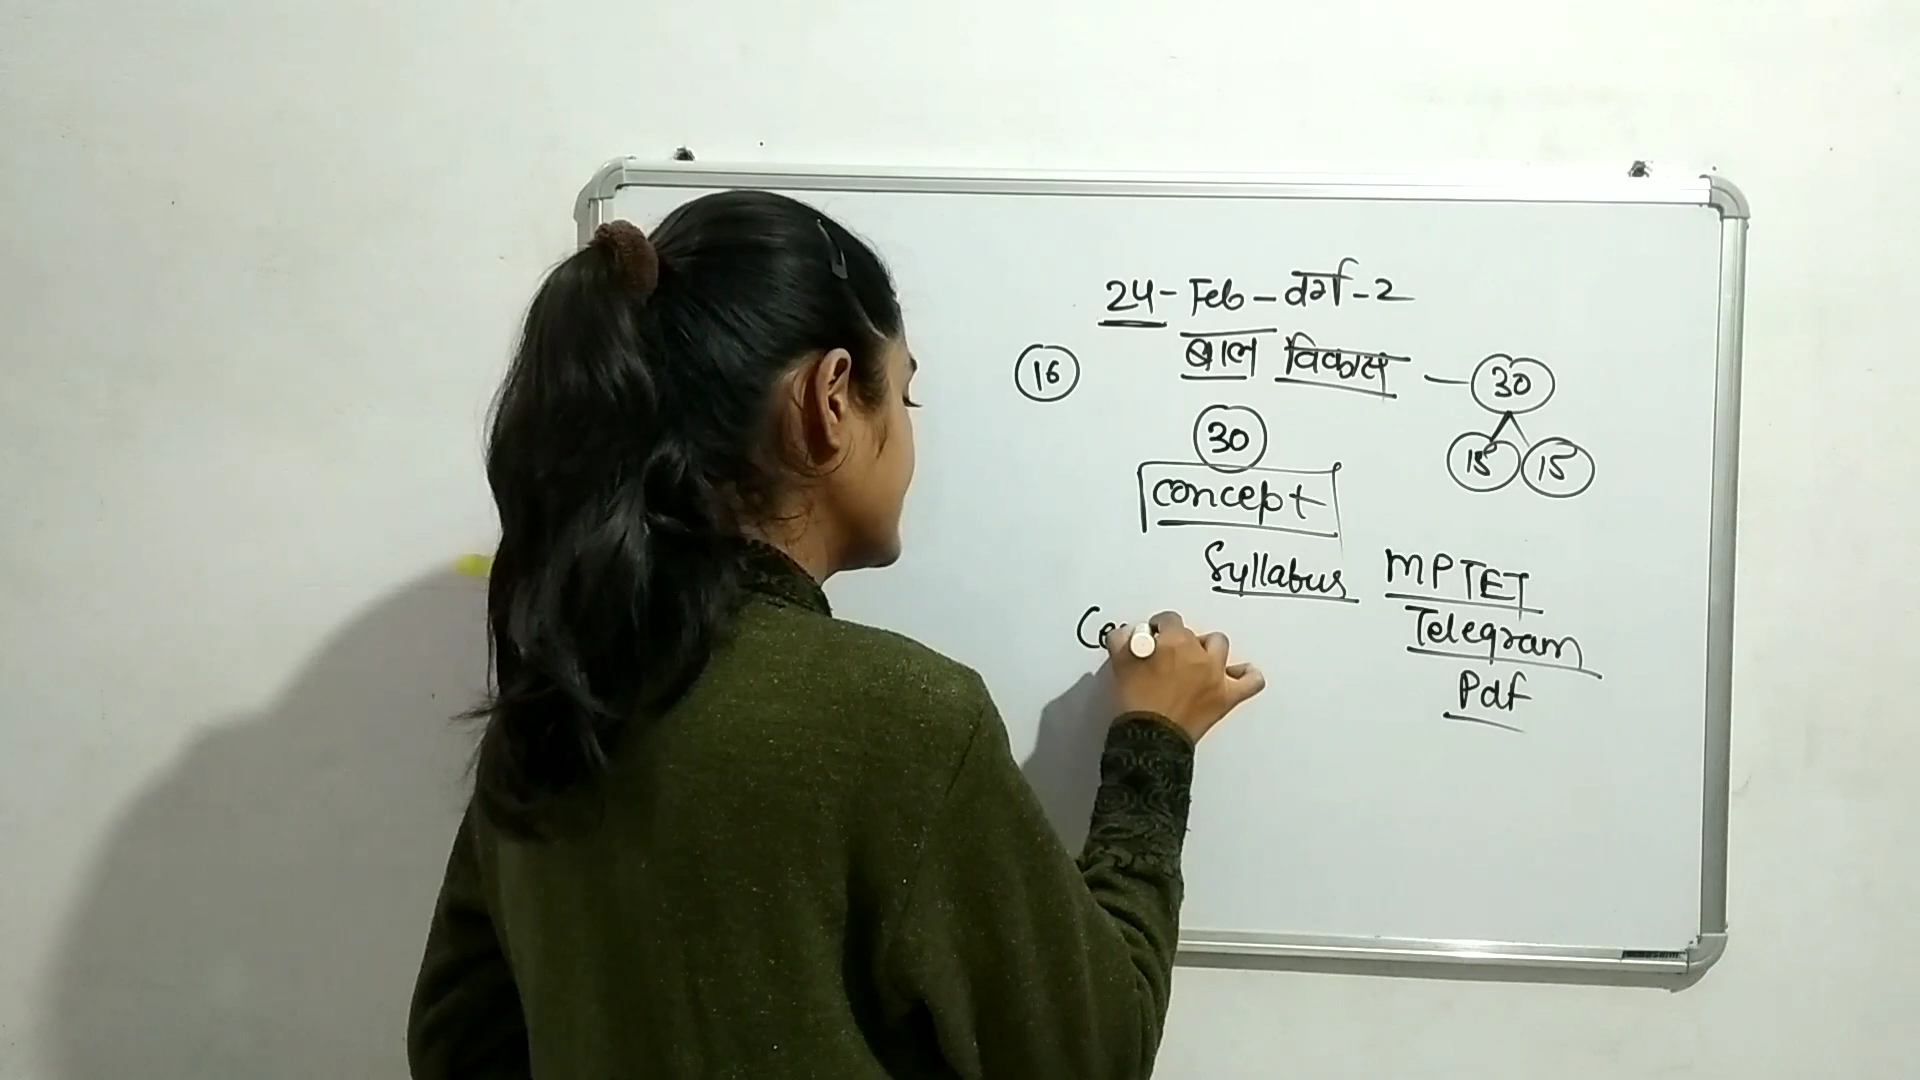 24 - Feb - वर्ग - 2
16 बाल विकास — 30
30
15 15
concept
Syllabus MPTET
Telegram
Pdf